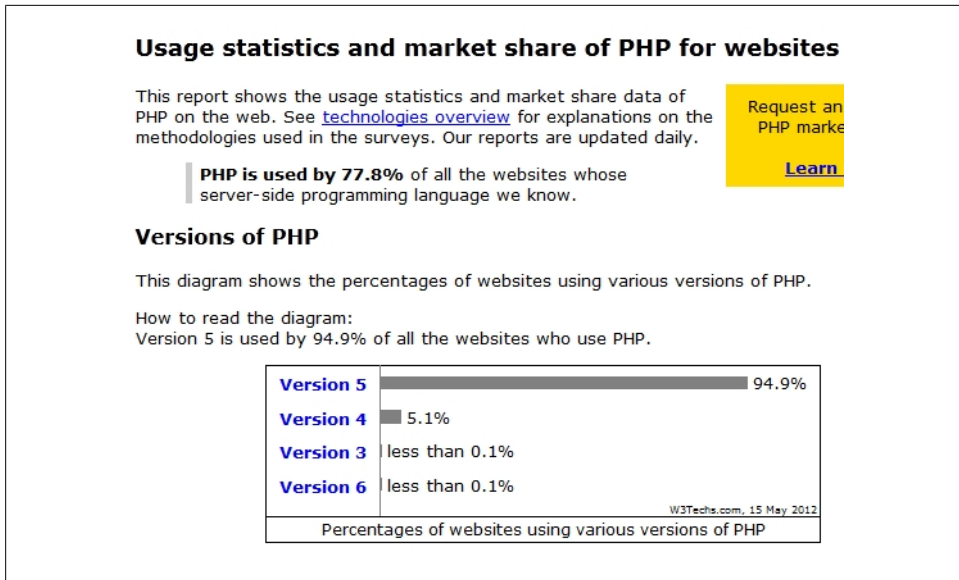 Usage statistics and market share of PHP for websites
This report shows the usage statistics and market share data of
PHP on the web. See technologies overview for explanations on the
methodologies used in the surveys. Our reports are updated daily.
Request an
PHP marke
Learn
PHP is used by 77.8% of all the websites whose
server-side programming language we know.
Versions of PHP
This diagram shows the percentages of websites using various versions of PHP.
How to read the diagram:
Version 5 is used by 94.9% of all the websites who use PHP.
Version 5 94.9%
Version 4 5.1%
Version 3 less than 0.1%
Version 6 less than 0.1%
W3Techs.com, 15 May 2012
Percentages of websites using various versions of PHP